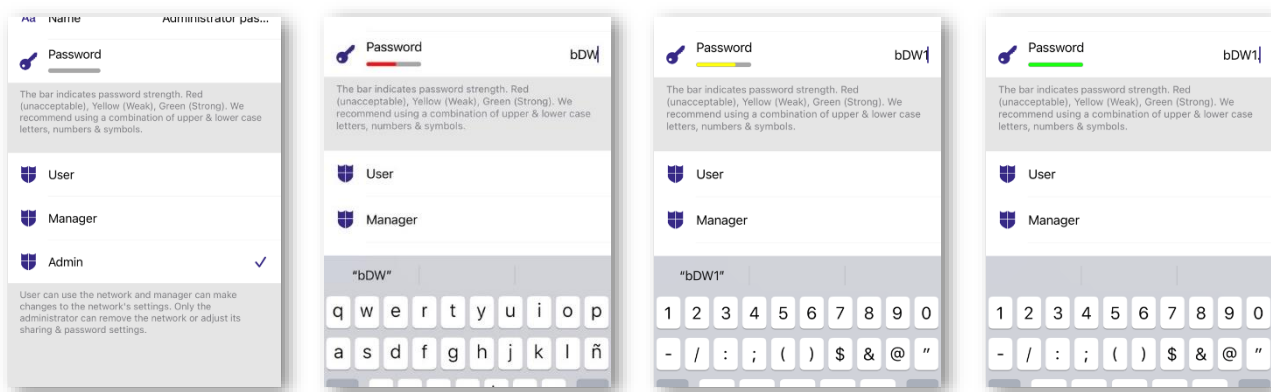 Aa Name Administrator pas...
Password
The bar indicates password strength. Red
(unacceptable), Yellow (Weak), Green (Strong). We
recommend using a combination of upper & lower case
letters, numbers & symbols.
User
Manager
Admin
User can use the network and manager can make
changes to the network's settings. Only the
administrator can remove the network or adjust its
sharing & password settings.
Password bDW
The bar indicates password strength. Red
(unacceptable), Yellow (Weak), Green (Strong). We
recommend using a combination of upper & lower case
letters, numbers & symbols.
User
Manager
"bDW"
q w e r t y u i o p
a s d f g h j k l ñ
Password bDW1
The bar indicates password strength. Red
(unacceptable), Yellow (Weak), Green (Strong). We
recommend using a combination of upper & lower case
letters, numbers & symbols.
User
Manager
"bDW1"
1 2 3 4 5 6 7 8 9 0
- / : ; ( ) $ & @ "
Password bDW1.
The bar indicates password strength. Red
(unacceptable), Yellow (Weak), Green (Strong). We
recommend using a combination of upper & lower case
letters, numbers & symbols.
User
Manager
1 2 3 4 5 6 7 8 9 0
- / : ; ( ) $ & @ "